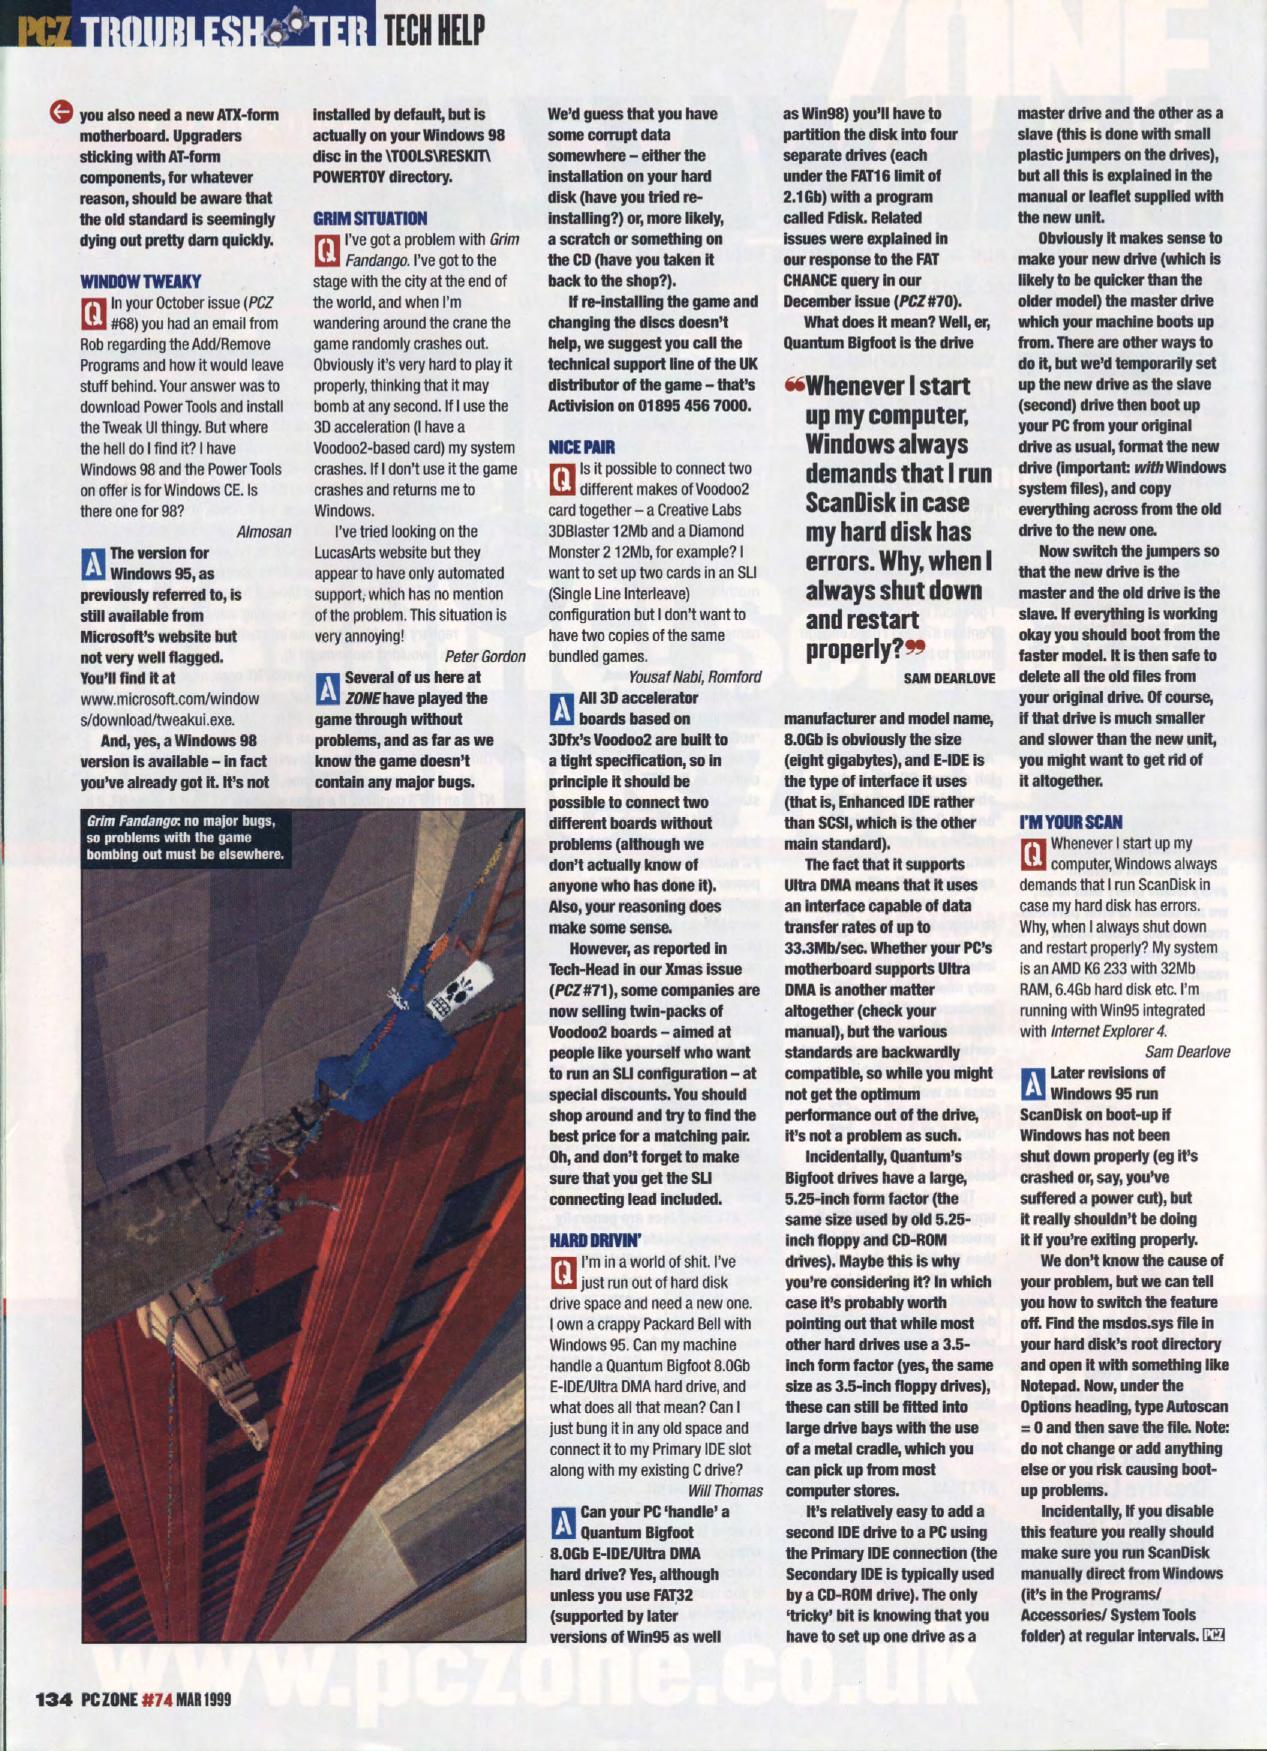 PCZ TROUBLESHOOTER TECH HELP
you also need a new ATX-form
motherboard. Upgraders
sticking with AT-form
components, for whatever
reason, should be aware that
the old standard is seemingly
dying out pretty darn quickly.
WINDOW TWEAKY
Q In your October issue (PCZ
#68) you had an email from
Rob regarding the Add/Remove
Programs and how it would leave
stuff behind. Your answer was to
download Power Tools and install
the Tweak UI thingy. But where
the hell do I find it? I have
Windows 98 and the Power Tools
on offer is for Windows CE. Is
there one for 98?
Almosan
A The version for
Windows 95, as
previously referred to, is
still available from
Microsoft's website but
not very well flagged.
You'll find it at
www.microsoft.com/window
s/download/tweakui.exe.
And, yes, a Windows 98
version is available – in fact
you've already got it. It's not
installed by default, but is
actually on your Windows 98
disc in the \TOOLS\RESKIT\
POWERTOY directory.
GRIM SITUATION
Q I've got a problem with Grim
Fandango. I've got to the
stage with the city at the end of
the world, and when I'm
wandering around the crane the
game randomly crashes out.
Obviously it's very hard to play it
properly, thinking that it may
bomb at any second. If I use the
3D acceleration (I have a
Voodoo2-based card) my system
crashes. If I don't use it the game
crashes and returns me to
Windows.
I've tried looking on the
LucasArts website but they
appear to have only automated
support, which has no mention
of the problem. This situation is
very annoying!
Peter Gordon
A Several of us here at
ZONE have played the
game through without
problems, and as far as we
know the game doesn't
contain any major bugs.
Grim Fandango: no major bugs,
so problems with the game
bombing out must be elsewhere.
We'd guess that you have
some corrupt data
somewhere – either the
installation on your hard
disk (have you tried re-
installing?) or, more likely,
a scratch or something on
the CD (have you taken it
back to the shop?).
If re-installing the game and
changing the discs doesn't
help, we suggest you call the
technical support line of the UK
distributor of the game – that's
Activision on 01895 456 7000.
NICE PAIR
Q Is it possible to connect two
different makes of Voodoo2
card together – a Creative Labs
3DBlaster 12Mb and a Diamond
Monster 2 12Mb, for example? I
want to set up two cards in an SLI
(Single Line Interleave)
configuration but I don't want to
have two copies of the same
bundled games.
Yousaf Nabi, Romford
A All 3D accelerator
boards based on
3Dfx's Voodoo2 are built to
a tight specification, so in
principle it should be
possible to connect two
different boards without
problems (although we
don't actually know of
anyone who has done it).
Also, your reasoning does
make some sense.
However, as reported in
Tech-Head in our Xmas issue
(PCZ #71), some companies are
now selling twin-packs of
Voodoo2 boards – aimed at
people like yourself who want
to run an SLI configuration – at
special discounts. You should
shop around and try to find the
best price for a matching pair.
Oh, and don't forget to make
sure that you get the SLI
connecting lead included.
HARD DRIVIN'
Q I'm in a world of shit. I've
just run out of hard disk
drive space and need a new one.
I own a crappy Packard Bell with
Windows 95. Can my machine
handle a Quantum Bigfoot 8.0Gb
E-IDE/Ultra DMA hard drive, and
what does all that mean? Can I
just bung it in any old space and
connect it to my Primary IDE slot
along with my existing C drive?
Will Thomas
A Can your PC 'handle' a
Quantum Bigfoot
8.0Gb E-IDE/Ultra DMA
hard drive? Yes, although
unless you use FAT32
(supported by later
versions of Win95 as well
as Win98) you'll have to
partition the disk into four
separate drives (each
under the FAT16 limit of
2.1Gb) with a program
called Fdisk. Related
issues were explained in
our response to the FAT
CHANCE query in our
December issue (PCZ #70).
What does it mean? Well, er,
Quantum Bigfoot is the drive
“Whenever I start
up my computer,
Windows always
demands that I run
ScanDisk in case
my hard disk has
errors. Why, when I
always shut down
and restart
properly?”
SAM DEARLOVE
manufacturer and model name,
8.0Gb is obviously the size
(eight gigabytes), and E-IDE is
the type of interface it uses
(that is, Enhanced IDE rather
than SCSI, which is the other
main standard).
The fact that it supports
Ultra DMA means that it uses
an interface capable of data
transfer rates of up to
33.3Mb/sec. Whether your PC's
motherboard supports Ultra
DMA is another matter
altogether (check your
manual), but the various
standards are backwardly
compatible, so while you might
not get the optimum
performance out of the drive,
it's not a problem as such.
Incidentally, Quantum's
Bigfoot drives have a large,
5.25-inch form factor (the
same size used by old 5.25-
inch floppy and CD-ROM
drives). Maybe this is why
you're considering it? In which
case it's probably worth
pointing out that while most
other hard drives use a 3.5-
inch form factor (yes, the same
size as 3.5-inch floppy drives),
these can still be fitted into
large drive bays with the use
of a metal cradle, which you
can pick up from most
computer stores.
It's relatively easy to add a
second IDE drive to a PC using
the Primary IDE connection (the
Secondary IDE is typically used
by a CD-ROM drive). The only
'tricky' bit is knowing that you
have to set up one drive as a
master drive and the other as a
slave (this is done with small
plastic jumpers on the drives),
but all this is explained in the
manual or leaflet supplied with
the new unit.
Obviously it makes sense to
make your new drive (which is
likely to be quicker than the
older model) the master drive
which your machine boots up
from. There are other ways to
do it, but we'd temporarily set
up the new drive as the slave
(second) drive then boot up
your PC from your original
drive as usual, format the new
drive (important: with Windows
system files), and copy
everything across from the old
drive to the new one.
Now switch the jumpers so
that the new drive is the
master and the old drive is the
slave. If everything is working
okay you should boot from the
faster model. It is then safe to
delete all the old files from
your original drive. Of course,
if that drive is much smaller
and slower than the new unit,
you might want to get rid of
it altogether.
I'M YOUR SCAN
Q Whenever I start up my
computer, Windows always
demands that I run ScanDisk in
case my hard disk has errors.
Why, when I always shut down
and restart properly? My system
is an AMD K6 233 with 32Mb
RAM, 6.4Gb hard disk etc. I'm
running with Win95 integrated
with Internet Explorer 4.
Sam Dearlove
A Later revisions of
Windows 95 run
ScanDisk on boot-up if
Windows has not been
shut down properly (eg it's
crashed or, say, you've
suffered a power cut), but
it really shouldn't be doing
it if you're exiting properly.
We don't know the cause of
your problem, but we can tell
you how to switch the feature
off. Find the msdos.sys file in
your hard disk's root directory
and open it with something like
Notepad. Now, under the
Options heading, type Autoscan
= 0 and then save the file. Note:
do not change or add anything
else or you risk causing boot-
up problems.
Incidentally, if you disable
this feature you really should
make sure you run ScanDisk
manually direct from Windows
(it's in the Programs/
Accessories/ System Tools
folder) at regular intervals. PCZ
www.pczone.co.uk
134 PC ZONE #74 MAR 1999